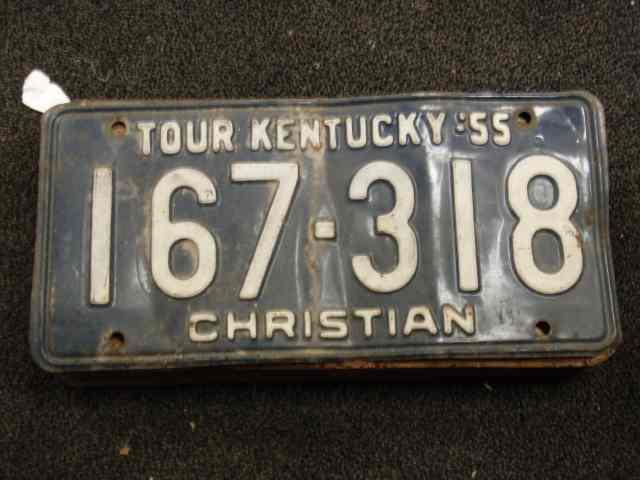 TOUR KENTUCKY '55
167-318
CHRISTIAN